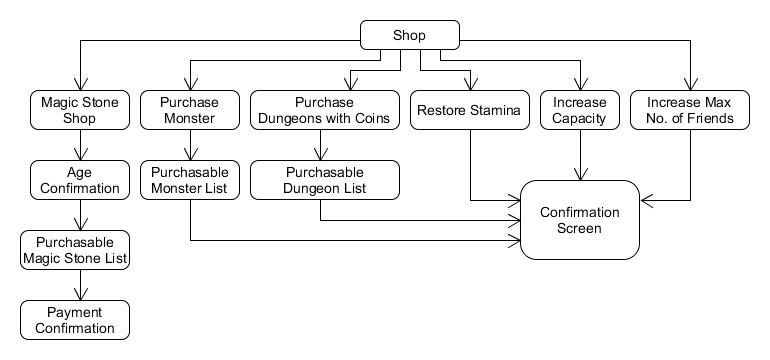 Shop
Magic Stone
Shop
Purchase
Monster
Purchase
Dungeons with Coins
Restore Stamina
Increase
Capacity
Increase Max
No. of Friends
Age
Confirmation
Purchasable
Monster List
Purchasable
Dungeon List
Confirmation
Screen
Purchasable
Magic Stone List
Payment
Confirmation